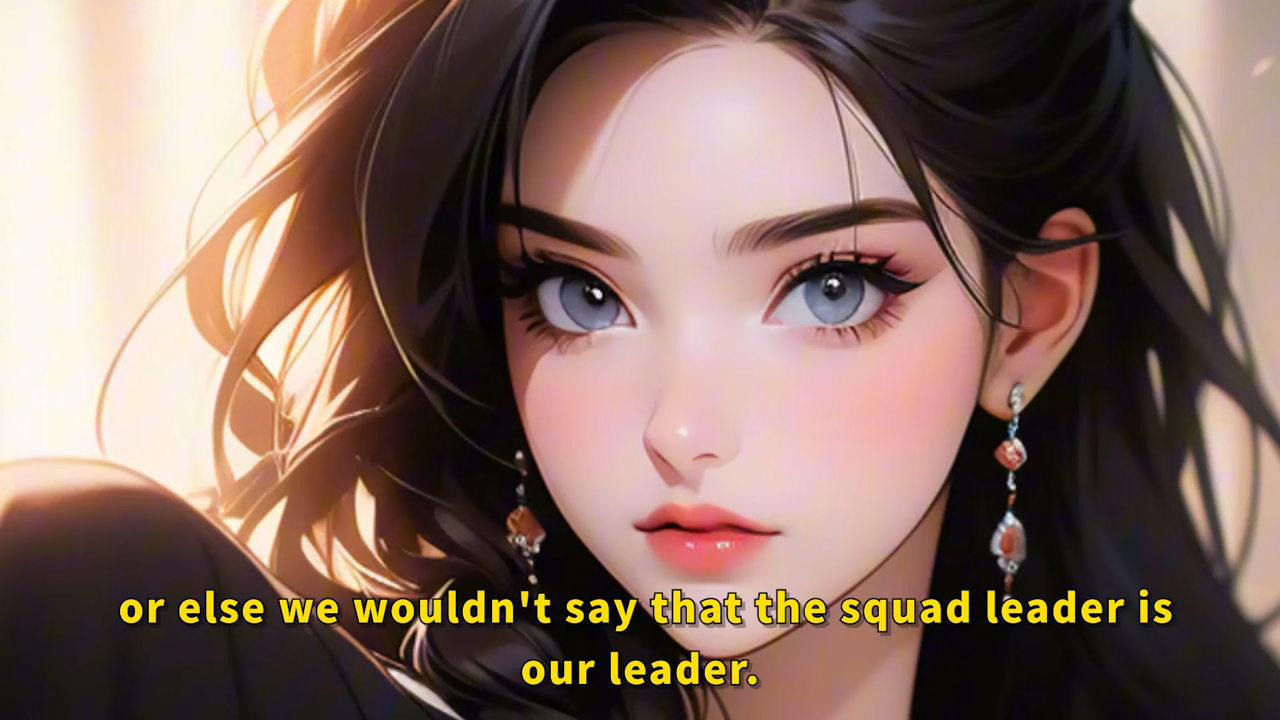 or else we wouldn't say that the squad leader is
our leader.